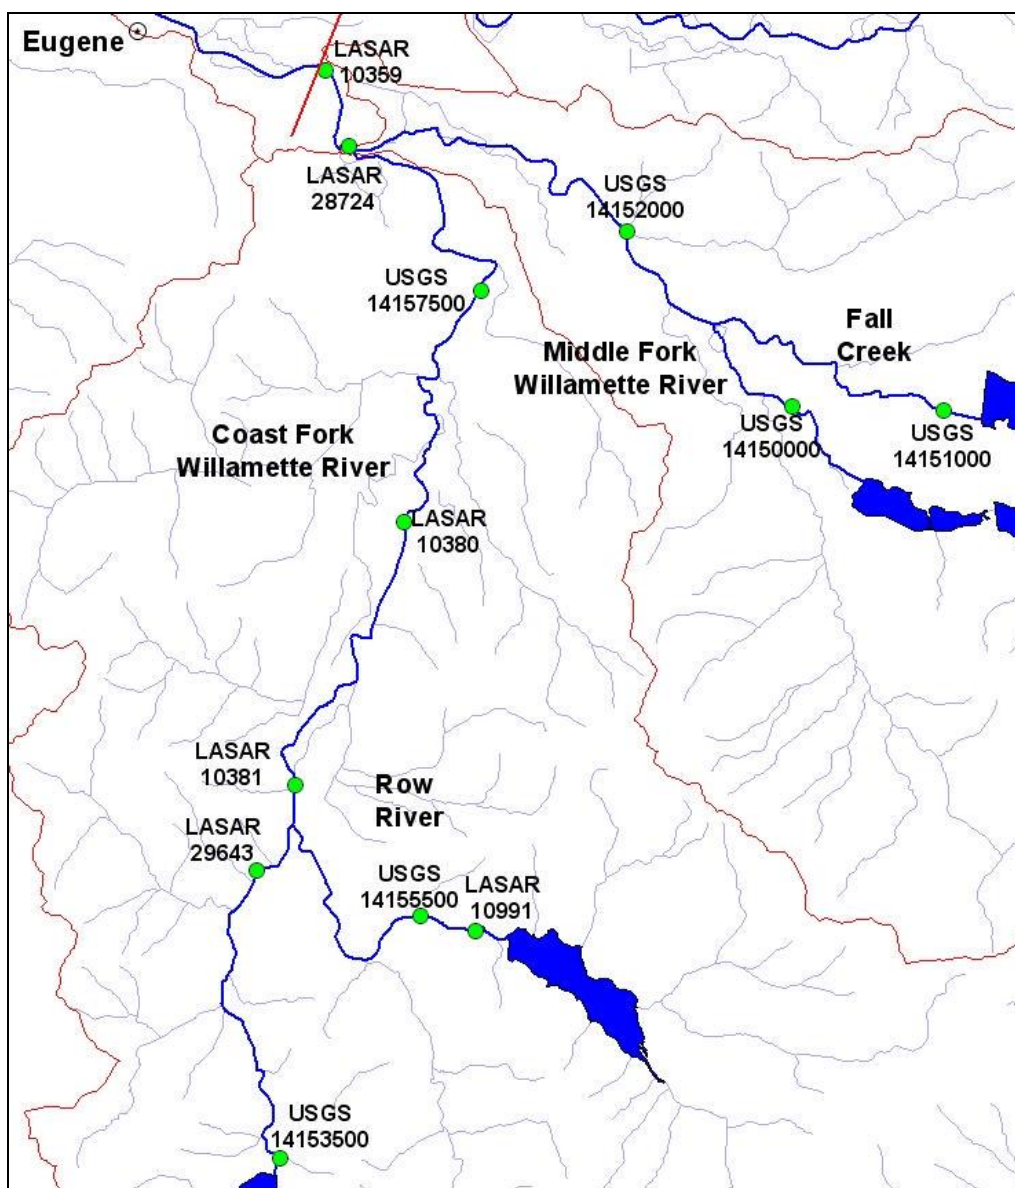 Eugene
LASAR
10359
LASAR
28724
USGS
14152000
USGS
14157500
Fall
Creek
Middle Fork
Willamette River
USGS
14150000
USGS
14151000
Coast Fork
Willamette River
LASAR
10380
LASAR
10381
Row
River
LASAR
29643
USGS
14155500
LASAR
10991
USGS
14153500